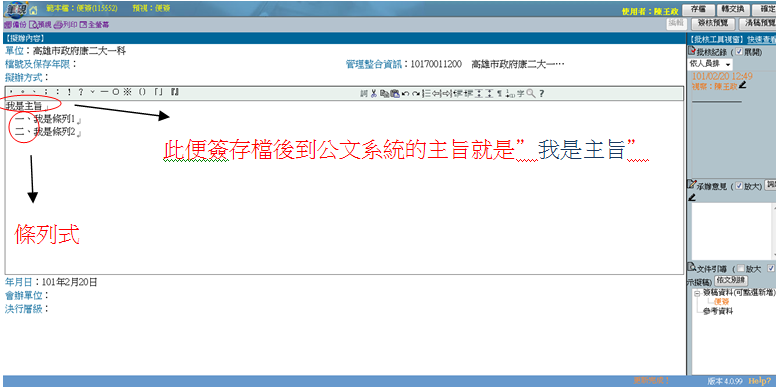 筆硯 範本檔：便簽(115552) 預視：便簽 使用者：陳王政 存檔 轉交換 確定
備份 預視 列印 全螢幕 編輯 簽核預覽 清稿預覽
【擬辦內容】 【批核工具視窗】 快速查看
單位：高雄市政府康二大一科 批核記錄 (展開)
檔號及保存年限： 管理整合資訊：10170011200 高雄市政府康二大一… 依人員排
擬辦方式： 101/02/20 12:49
視窗：陳王政
我是主旨
一、我是條列1
二、我是條列2
此便簽存檔後到公文系統的主旨就是”我是主旨”
條列式
承辦意見 (放大)
文件引導 (放大
示擬稿) 依文別排
簽稿資料(可點選新增)
便簽
參考資料
年月日：101年2月20日
會辦單位：
決行層級：
版本4.0.99 Help?